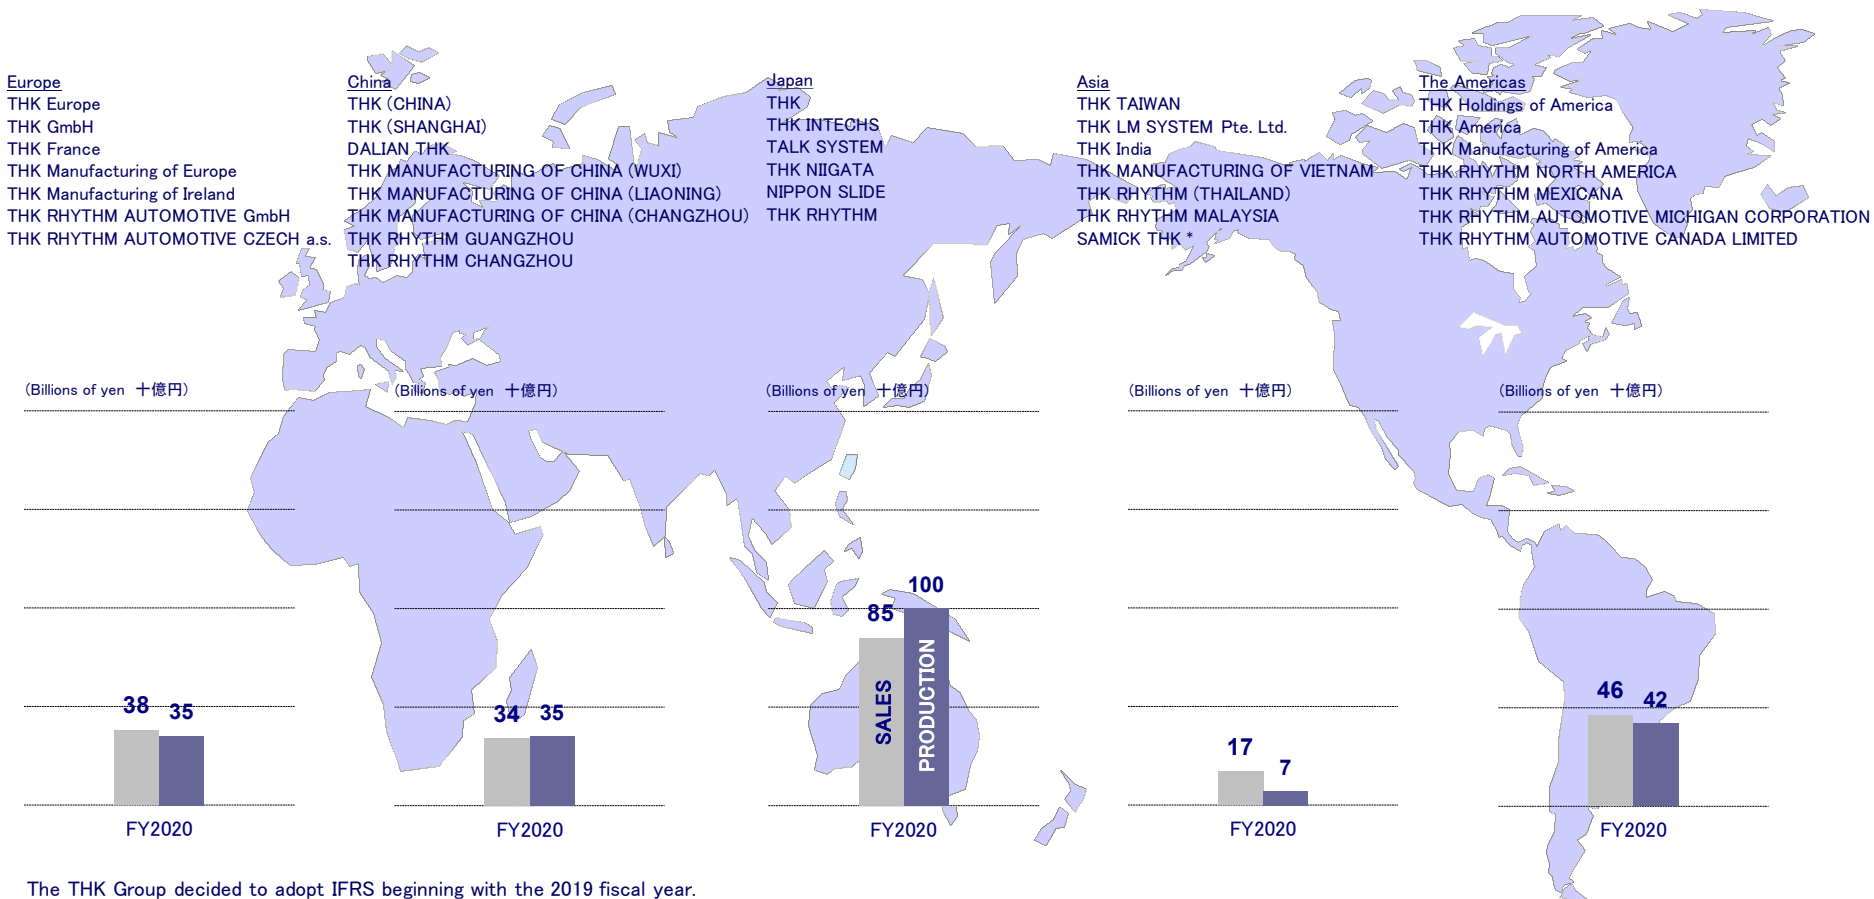 Europe
THK Europe
THK GmbH
THK France
THK Manufacturing of Europe
THK Manufacturing of Ireland
THK RHYTHM AUTOMOTIVE GmbH
THK RHYTHM AUTOMOTIVE CZECH a.s.
China
THK (CHINA)
THK (SHANGHAI)
DALIAN THK
THK MANUFACTURING OF CHINA (WUXI)
THK MANUFACTURING OF CHINA (LIAONING)
THK MANUFACTURING OF CHINA (CHANGZHOU)
THK RHYTHM GUANGZHOU
THK RHYTHM CHANGZHOU
Japan
THK
THK INTECHS
TALK SYSTEM
THK NIIGATA
NIPPON SLIDE
THK RHYTHM
Asia
THK TAIWAN
THK LM SYSTEM Pte. Ltd.
THK India
THK MANUFACTURING OF VIETNAM
THK RHYTHM (THAILAND)
THK RHYTHM MALAYSIA
SAMICK THK *
The Americas
THK Holdings of America
THK America
THK Manufacturing of America
THK RHYTHM NORTH AMERICA
THK RHYTHM MEXICANA
THK RHYTHM AUTOMOTIVE MICHIGAN CORPORATION
THK RHYTHM AUTOMOTIVE CANADA LIMITED
(Billions of yen 十億円)
38
35
FY2020
(Billions of yen 十億円)
34
35
FY2020
(Billions of yen 十億円)
85
100
SALES
PRODUCTION
FY2020
(Billions of yen 十億円)
17
7
FY2020
(Billions of yen 十億円)
46
42
FY2020
The THK Group decided to adopt IFRS beginning with the 2019 fiscal year.